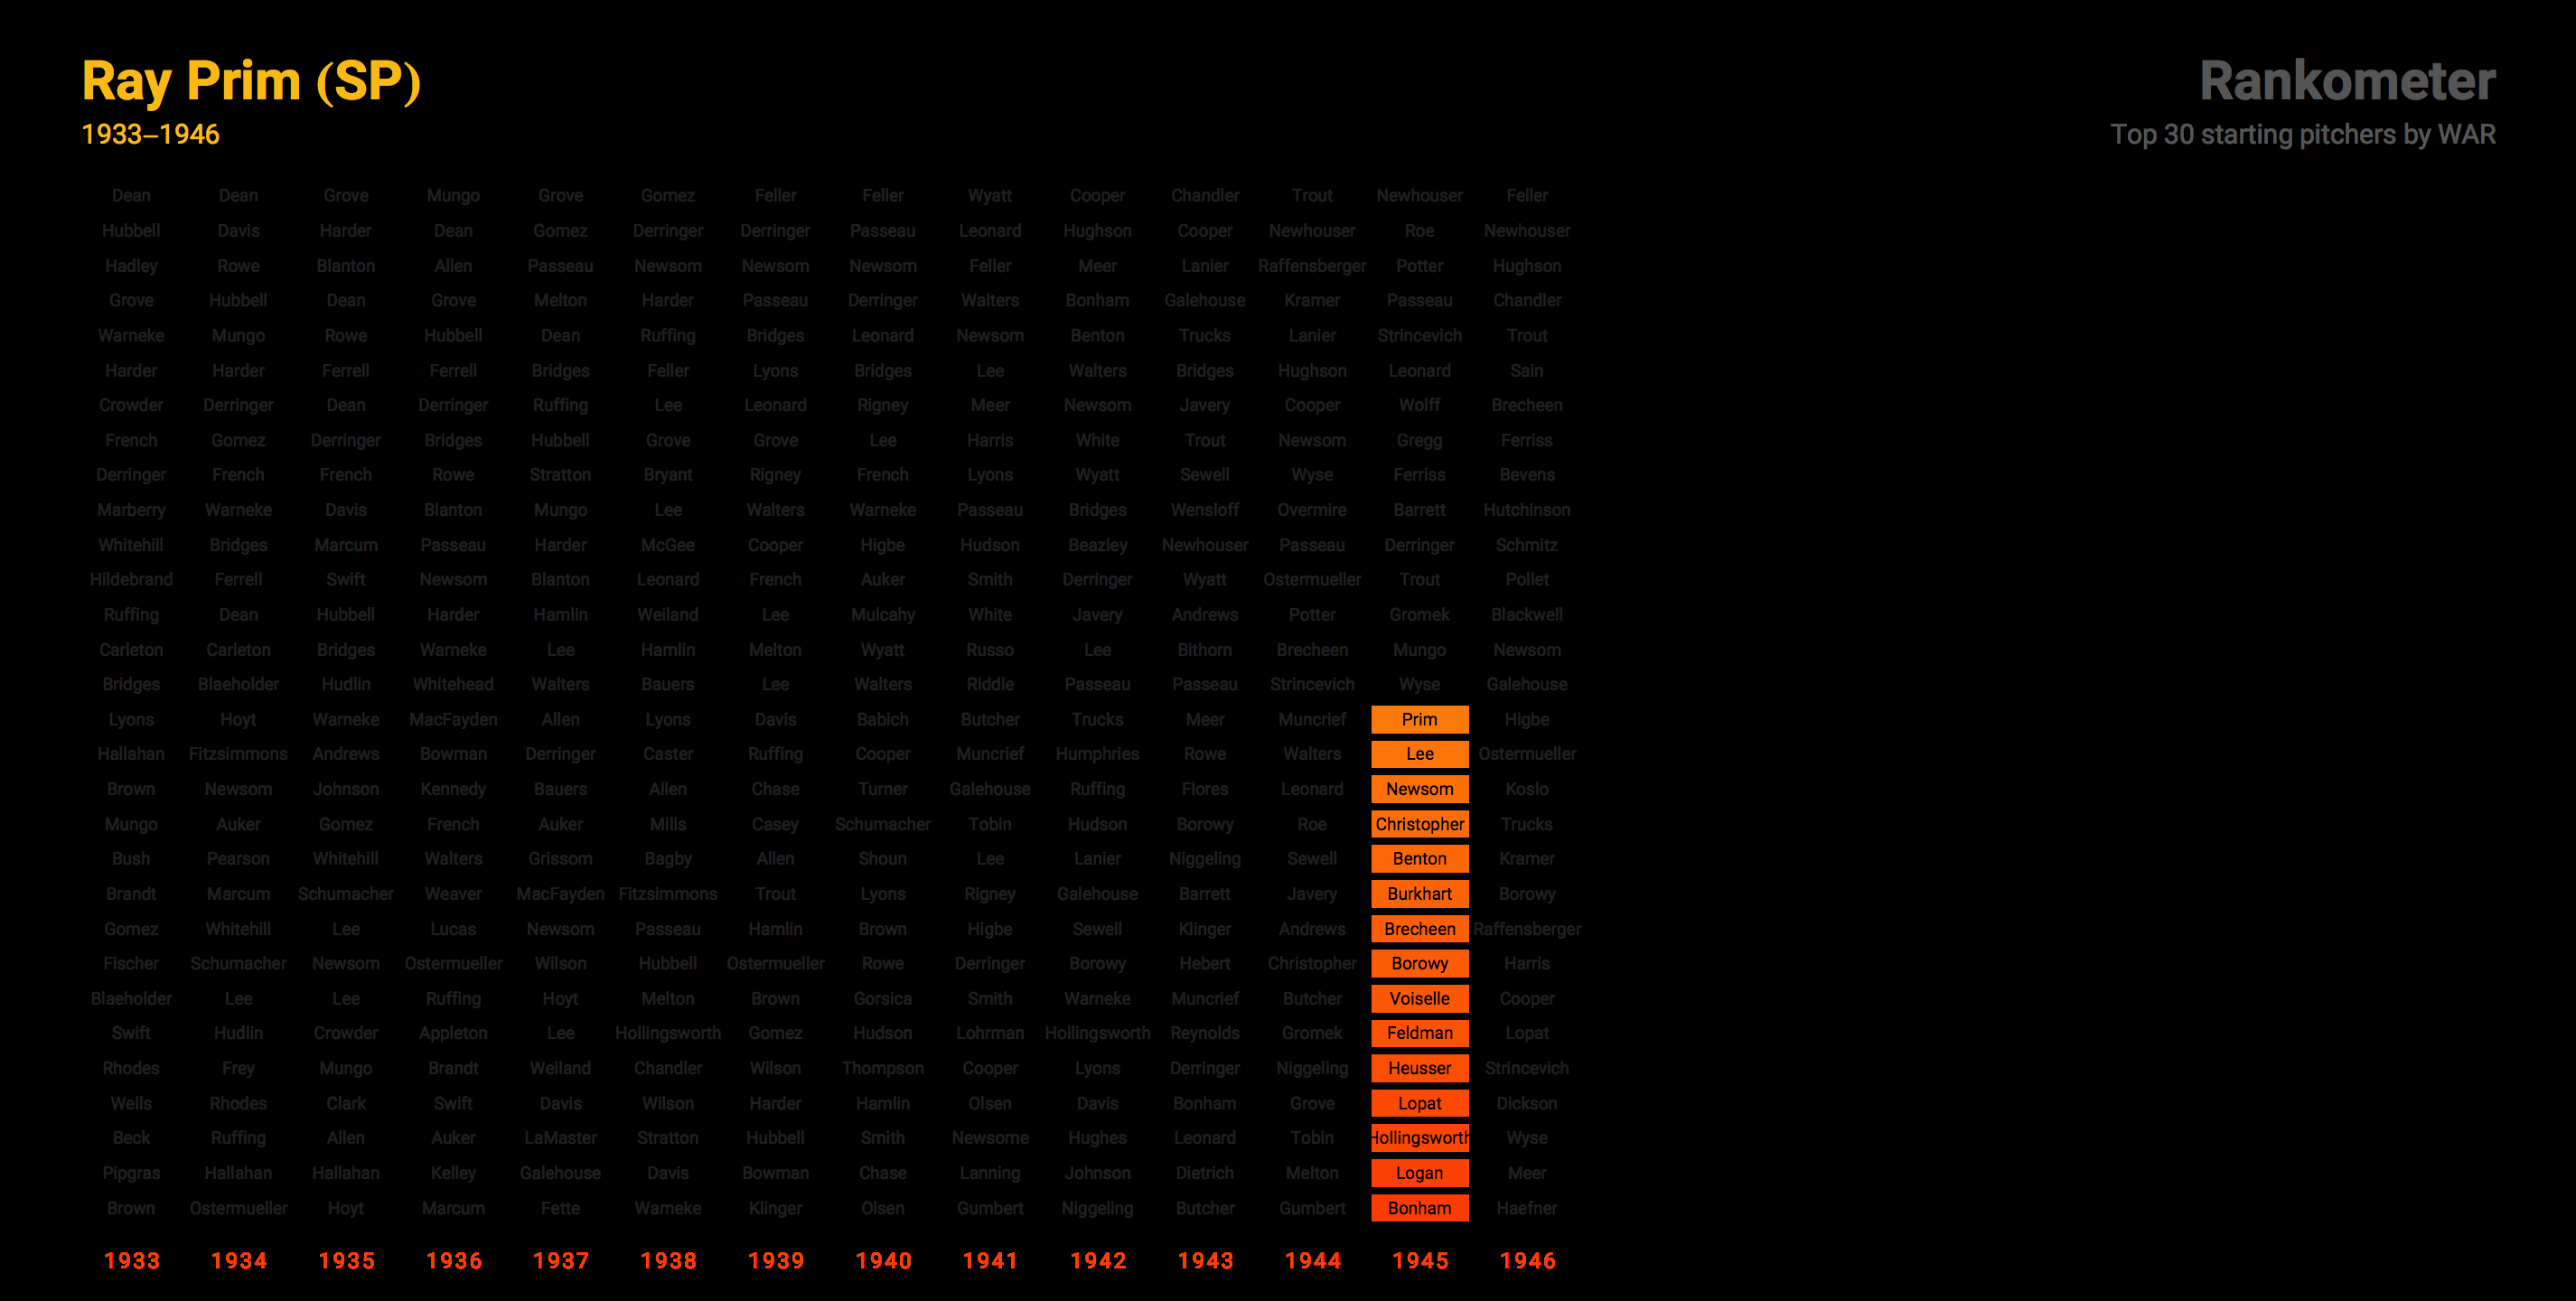 Ray Prim (SP)
1933–1946
Rankometer
Top 30 starting pitchers by WAR
Dean Dean Grove Mungo Grove Gomez Feller Feller Wyatt Cooper Chandler Trout Newhouser Feller
Hubbell Davis Harder Dean Gomez Derringer Derringer Passeau Leonard Hughson Cooper Newhouser Roe Newhouser
Hadley Rowe Blanton Allen Passeau Newsom Newsom Newsom Feller Meer Lanier Raffensberger Potter Hughson
Grove Hubbell Dean Grove Melton Harder Passeau Derringer Walters Bonham Galehouse Kramer Passeau Chandler
Warneke Mungo Rowe Hubbell Dean Ruffing Bridges Leonard Newsom Benton Trucks Lanier Strincevich Trout
Harder Harder Ferrell Ferrell Bridges Feller Lyons Bridges Lee Walters Bridges Hughson Leonard Sain
Crowder Derringer Dean Derringer Ruffing Lee Leonard Rigney Meer Newsom Javery Cooper Wolff Brecheen
French Gomez Derringer Bridges Hubbell Grove Grove Lee Harris White Trout Newsom Gregg Ferriss
Derringer French French Rowe Stratton Bryant Rigney French Lyons Wyatt Sewell Wyse Ferriss Bevens
Marberry Warneke Davis Blanton Mungo Lee Walters Warneke Passeau Bridges Wensloff Overmire Barrett Hutchinson
Whitehill Bridges Marcum Passeau Harder McGee Cooper Higbe Hudson Beazley Newhouser Passeau Derringer Schmitz
Hildebrand Ferrell Swift Newsom Blanton Leonard French Auker Smith Derringer Wyatt Ostermueller Trout Pollet
Ruffing Dean Hubbell Harder Hamlin Weiland Lee Mulcahy White Javery Andrews Potter Gromek Blackwell
Carleton Carleton Bridges Warneke Lee Hamlin Melton Wyatt Russo Lee Bithorn Brecheen Mungo Newsom
Bridges Blaeholder Hudlin Whitehead Walters Bauers Lee Walters Riddle Passeau Passeau Strincevich Wyse Galehouse
Lyons Hoyt Warneke MacFayden Allen Lyons Davis Babich Butcher Trucks Meer Muncrief Prim Higbe
Hallahan Fitzsimmons Andrews Bowman Derringer Caster Ruffing Cooper Muncrief Humphries Rowe Walters Lee Ostermueller
Brown Newsom Johnson Kennedy Bauers Allen Chase Turner Galehouse Ruffing Flores Leonard Newsom Koslo
Mungo Auker Gomez French Auker Mills Casey Schumacher Tobin Hudson Borowy Roe Christopher Trucks
Bush Pearson Whitehill Walters Grissom Bagby Allen Shoun Lee Lanier Niggeling Sewell Benton Kramer
Brandt Marcum Schumacher Weaver MacFayden Fitzsimmons Trout Lyons Rigney Galehouse Barrett Javery Burkhart Borowy
Gomez Whitehill Lee Lucas Newsom Passeau Hamlin Brown Higbe Sewell Klinger Andrews Brecheen Raffensberger
Fischer Schumacher Newsom Ostermueller Wilson Hubbell Ostermueller Rowe Derringer Borowy Hebert Christopher Borowy Harris
Blaeholder Lee Lee Ruffing Hoyt Melton Brown Gorsica Smith Warneke Muncrief Butcher Voiselle Cooper
Swift Hudlin Crowder Appleton Lee Hollingsworth Gomez Hudson Lohrman Hollingsworth Reynolds Gromek Feldman Lopat
Rhodes Frey Mungo Brandt Weiland Chandler Wilson Thompson Cooper Lyons Derringer Niggeling Heusser Strincevich
Wells Rhodes Clark Swift Davis Wilson Harder Hamlin Olsen Davis Bonham Grove Lopat Dickson
Beck Ruffing Allen Auker LaMaster Stratton Hubbell Smith Newsome Hughes Leonard Tobin Hollingsworth Wyse
Pipgras Hallahan Hallahan Kelley Galehouse Davis Bowman Chase Lanning Johnson Dietrich Melton Logan Meer
Brown Ostermueller Hoyt Marcum Fette Warneke Klinger Olsen Gumbert Niggeling Butcher Gumbert Bonham Haefner
1933 1934 1935 1936 1937 1938 1939 1940 1941 1942 1943 1944 1945 1946